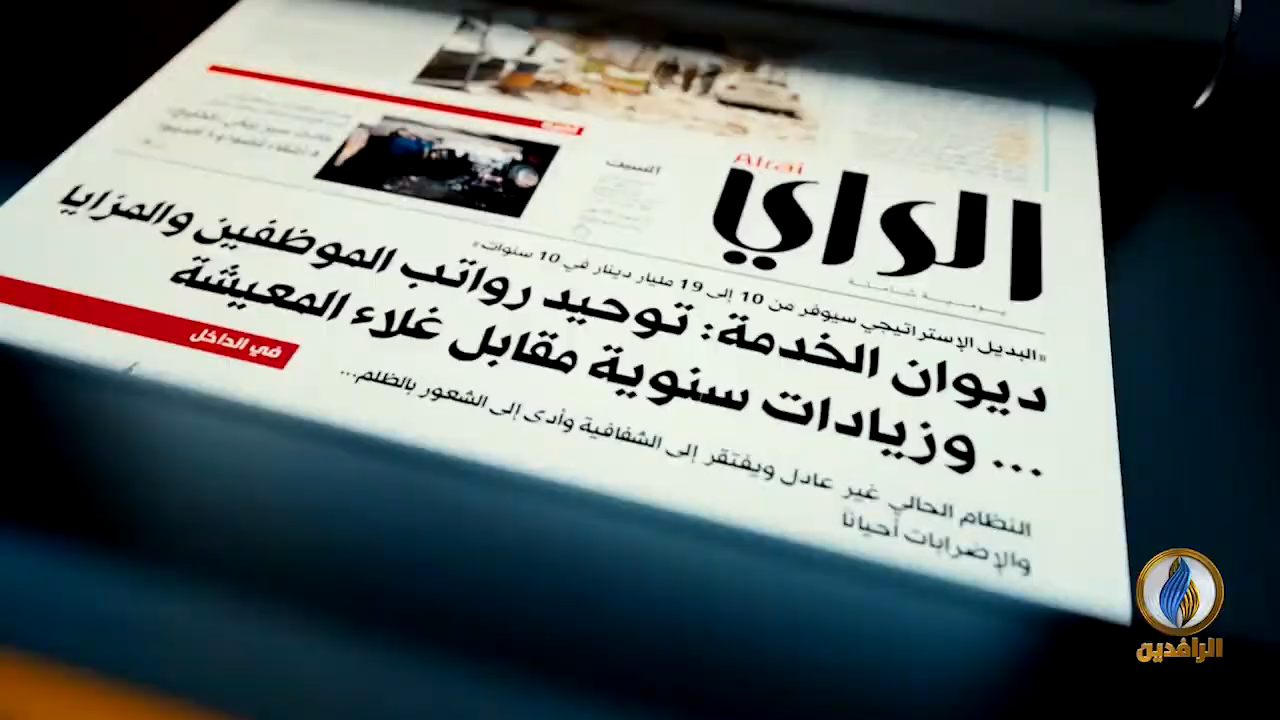 Alrai
الراي
يومية شاملة
السبت
«البديل الإستراتيجي سيوفر من 10 إلى 19 مليار دينار في 10 سنوات»
ديوان الخدمة: توحيد رواتب الموظفين والمزايا
... وزيادات سنوية مقابل غلاء المعيشة
النظام الحالي غير عادل ويفتقر إلى الشفافية وأدى إلى الشعور بالظلم...
والإضرابات أحيانا
في الداخل
الرافدين